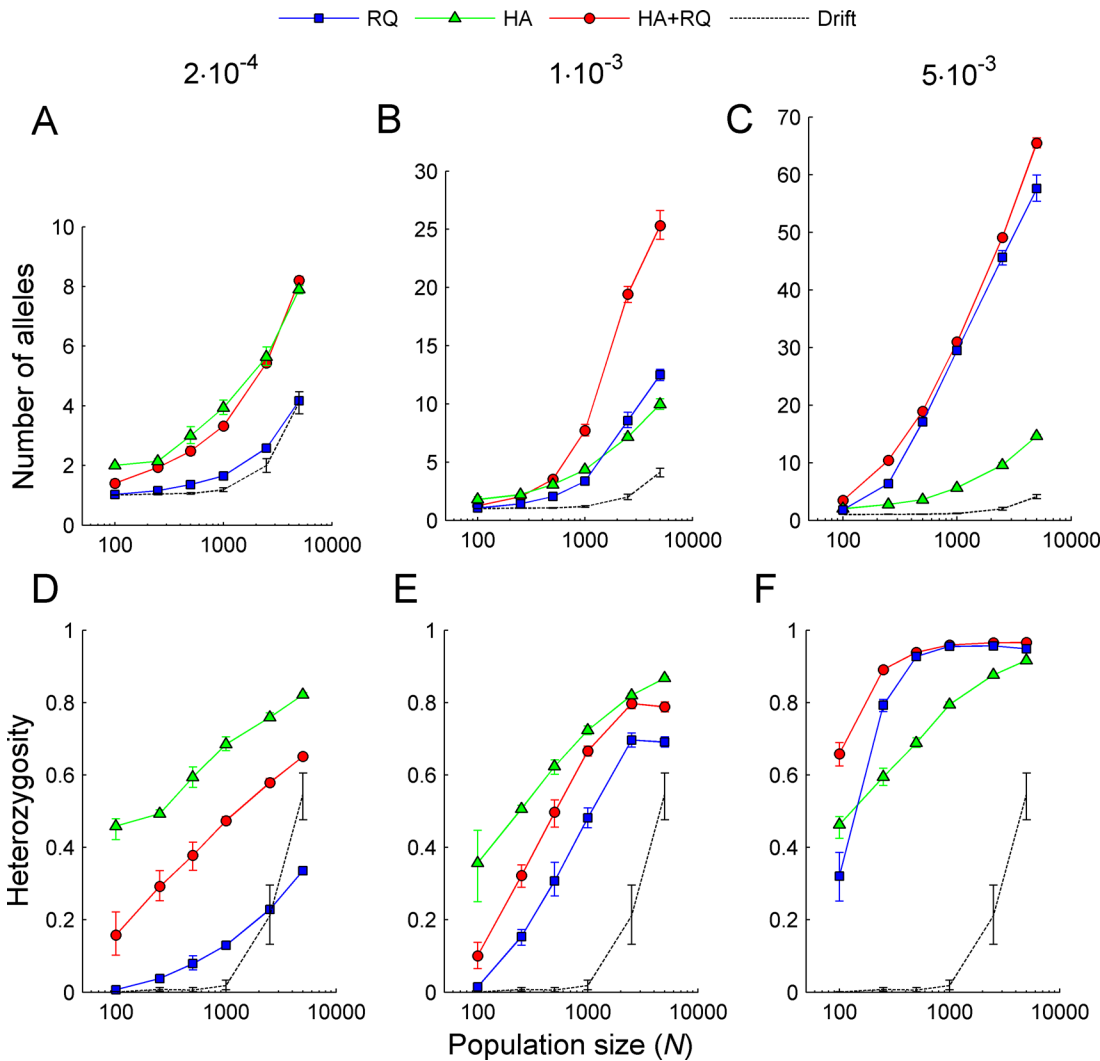 RQ HA HA+RQ Drift
2·10⁻⁴ 1·10⁻³ 5·10⁻³
A
Number of alleles
10
8
6
4
2
0
100 1000 10000
B
30
25
20
15
10
5
0
100 1000 10000
C
70
60
50
40
30
20
10
0
100 1000 10000
D
Heterozygosity
1
0.8
0.6
0.4
0.2
0
100 1000 10000
E
1
0.8
0.6
0.4
0.2
0
100 1000 10000
F
1
0.8
0.6
0.4
0.2
0
100 1000 10000
Population size (N)